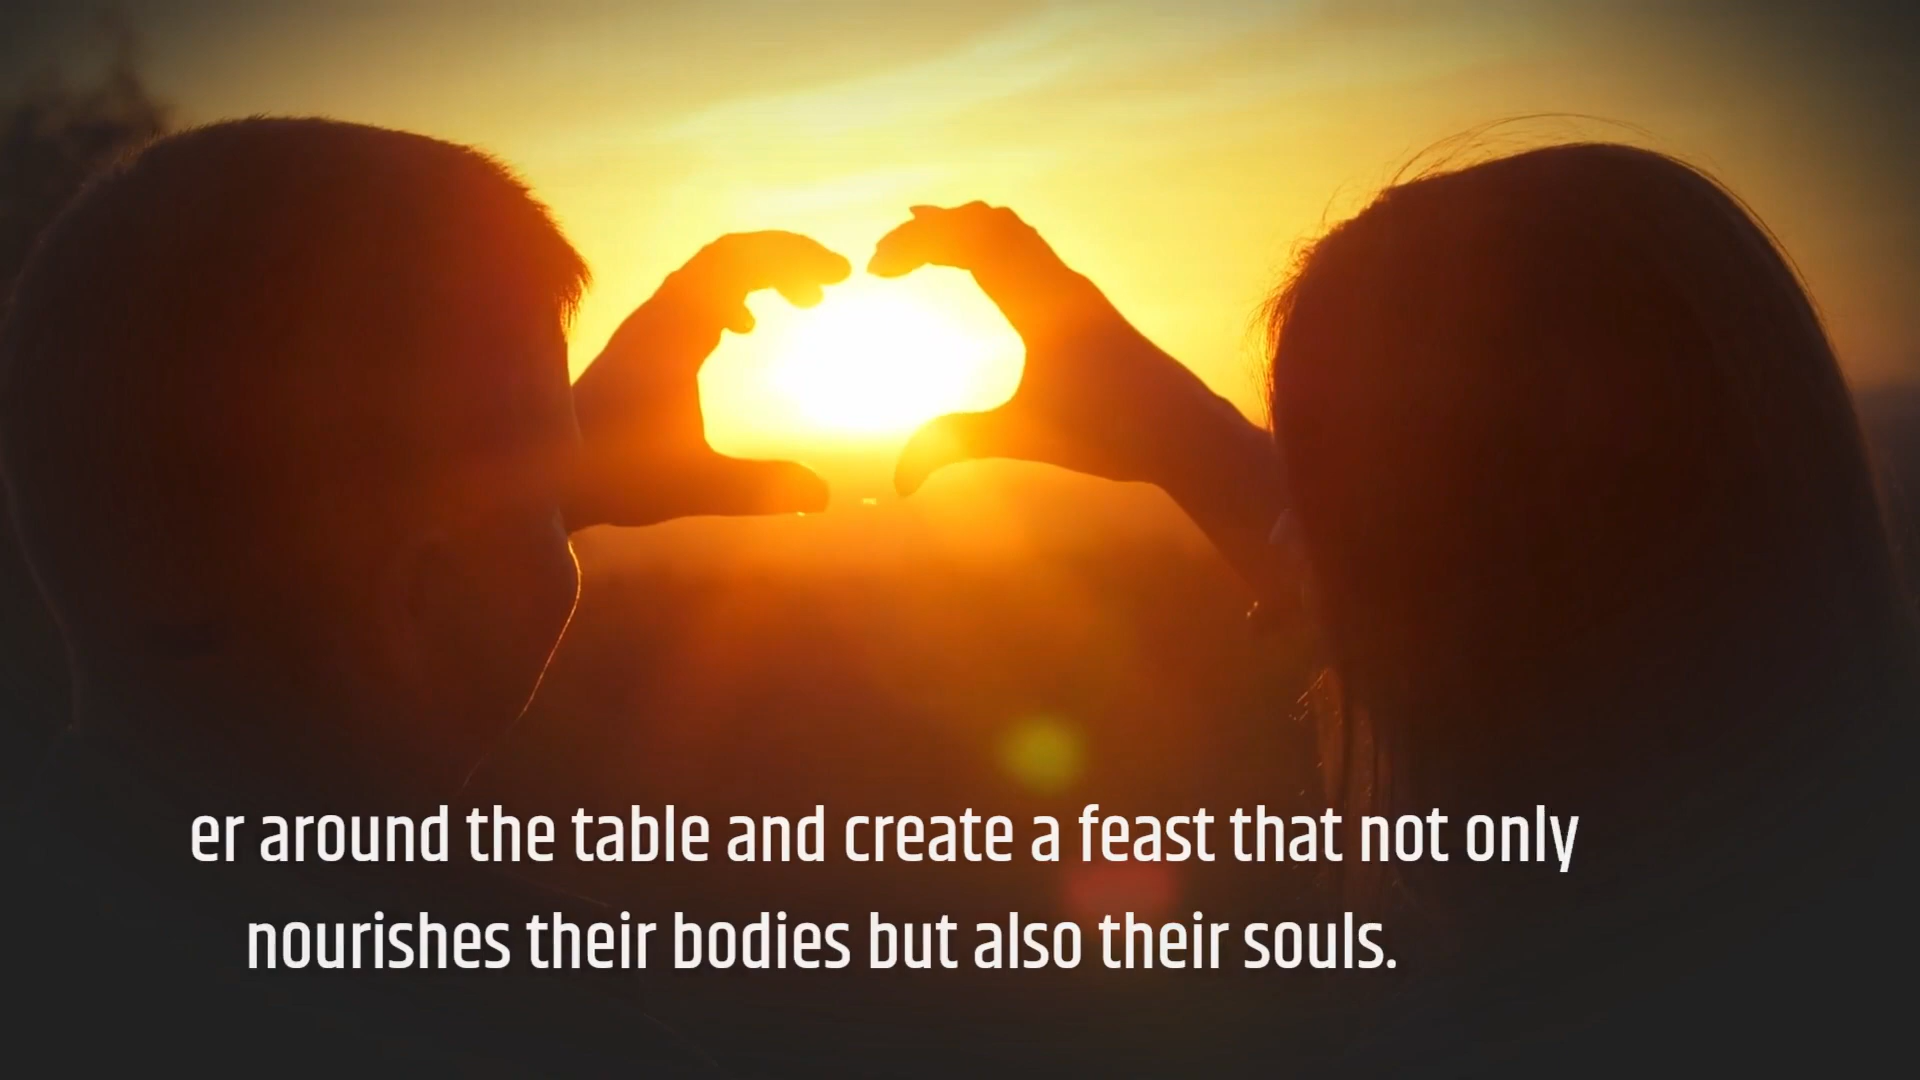 er around the table and create a feast that not only
nourishes their bodies but also their souls.